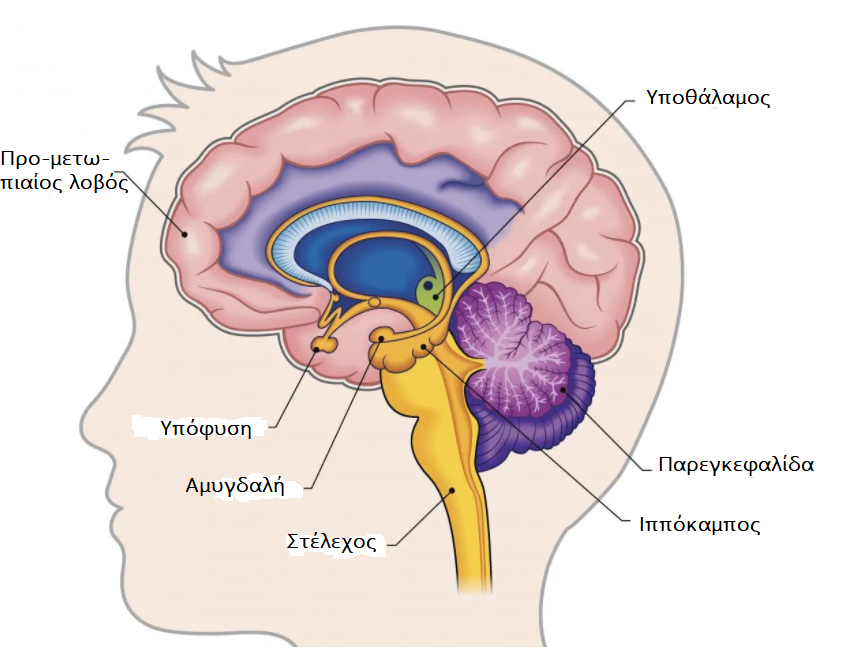 Υποθάλαμος
Προ-μετω-
πιαίος λοβός
Υπόφυση
Παρεγκεφαλίδα
Αμυγδαλή
Ιππόκαμπος
Στέλεχος